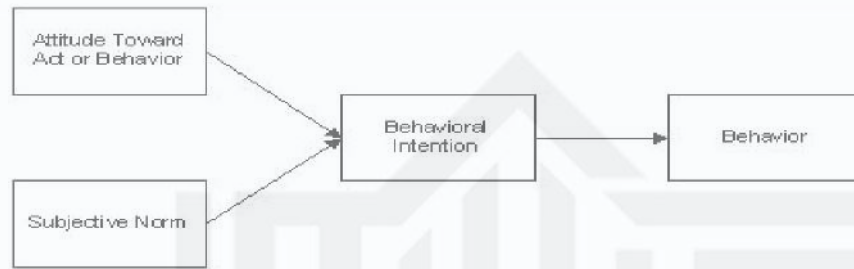 Attitude Toward
Act or Behavior
Behavioral
Intention
Behavior
Subjective Norm